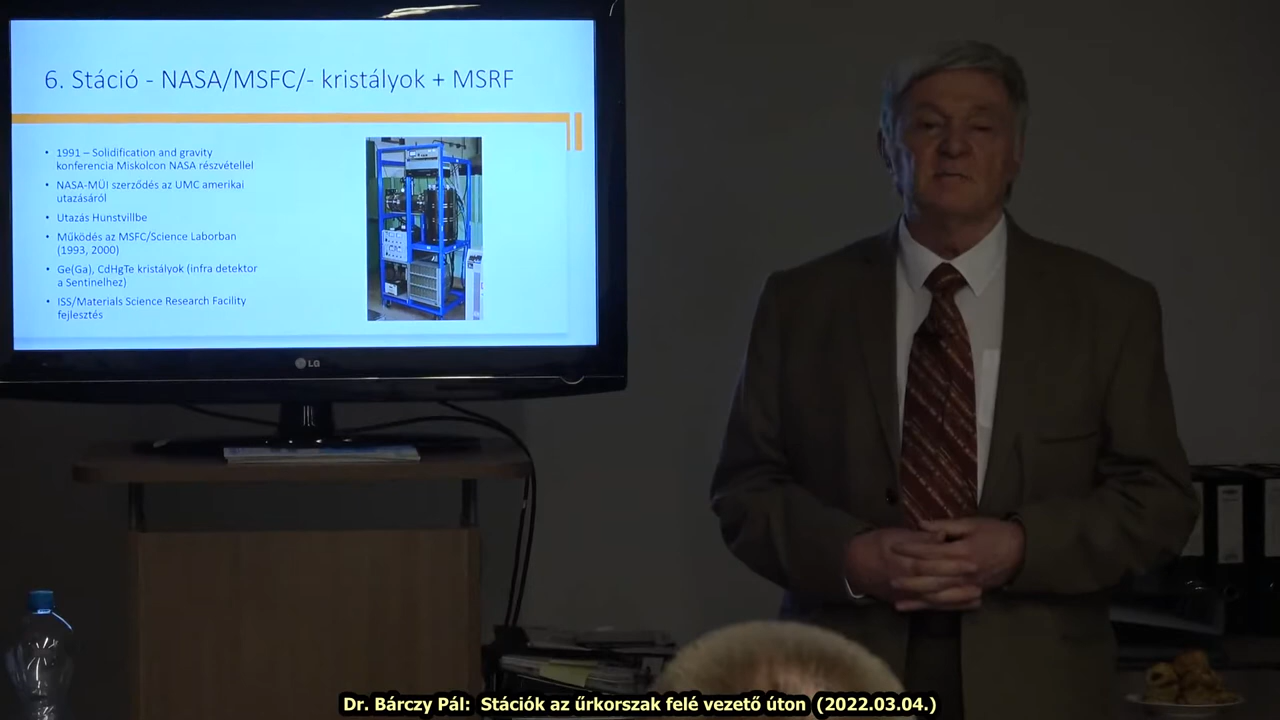 6. Stáció - NASA/MSFC/- kristályok + MSRF
• 1991 – Solidification and gravity
konferencia Miskolcon NASA részvétellel
• NASA-MÜI szerződés az UMC amerikai
utazásáról
• Utazás Hunstvillbe
• Működés az MSFC/Science Laborban
(1993, 2000)
• Ge(Ga), CdHgTe kristályok (infra detektor
a Sentinelhez)
• ISS/Materials Science Research Facility
fejlesztés
LG
Dr. Bárczy Pál: Stációk az űrkorszak felé vezető úton (2022.03.04.)